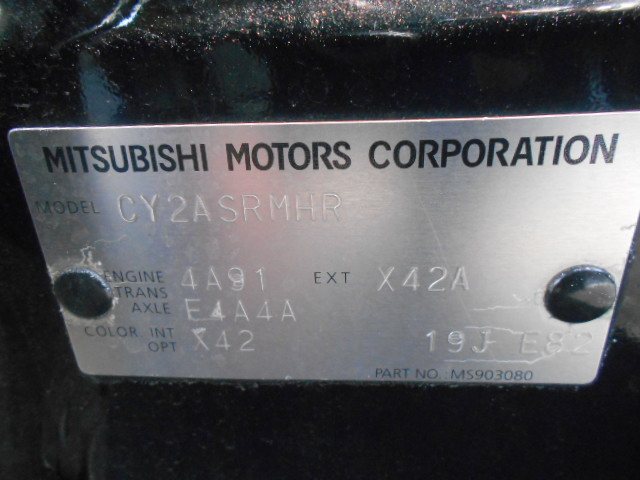 MITSUBISHI MOTORS CORPORATION
MODEL CY2ASRMHR
ENGINE 4A91 EXT X42A
TRANS AXLE F4A4A
COLOR. INT OPT X42 19J E82
PART NO.: MS903080